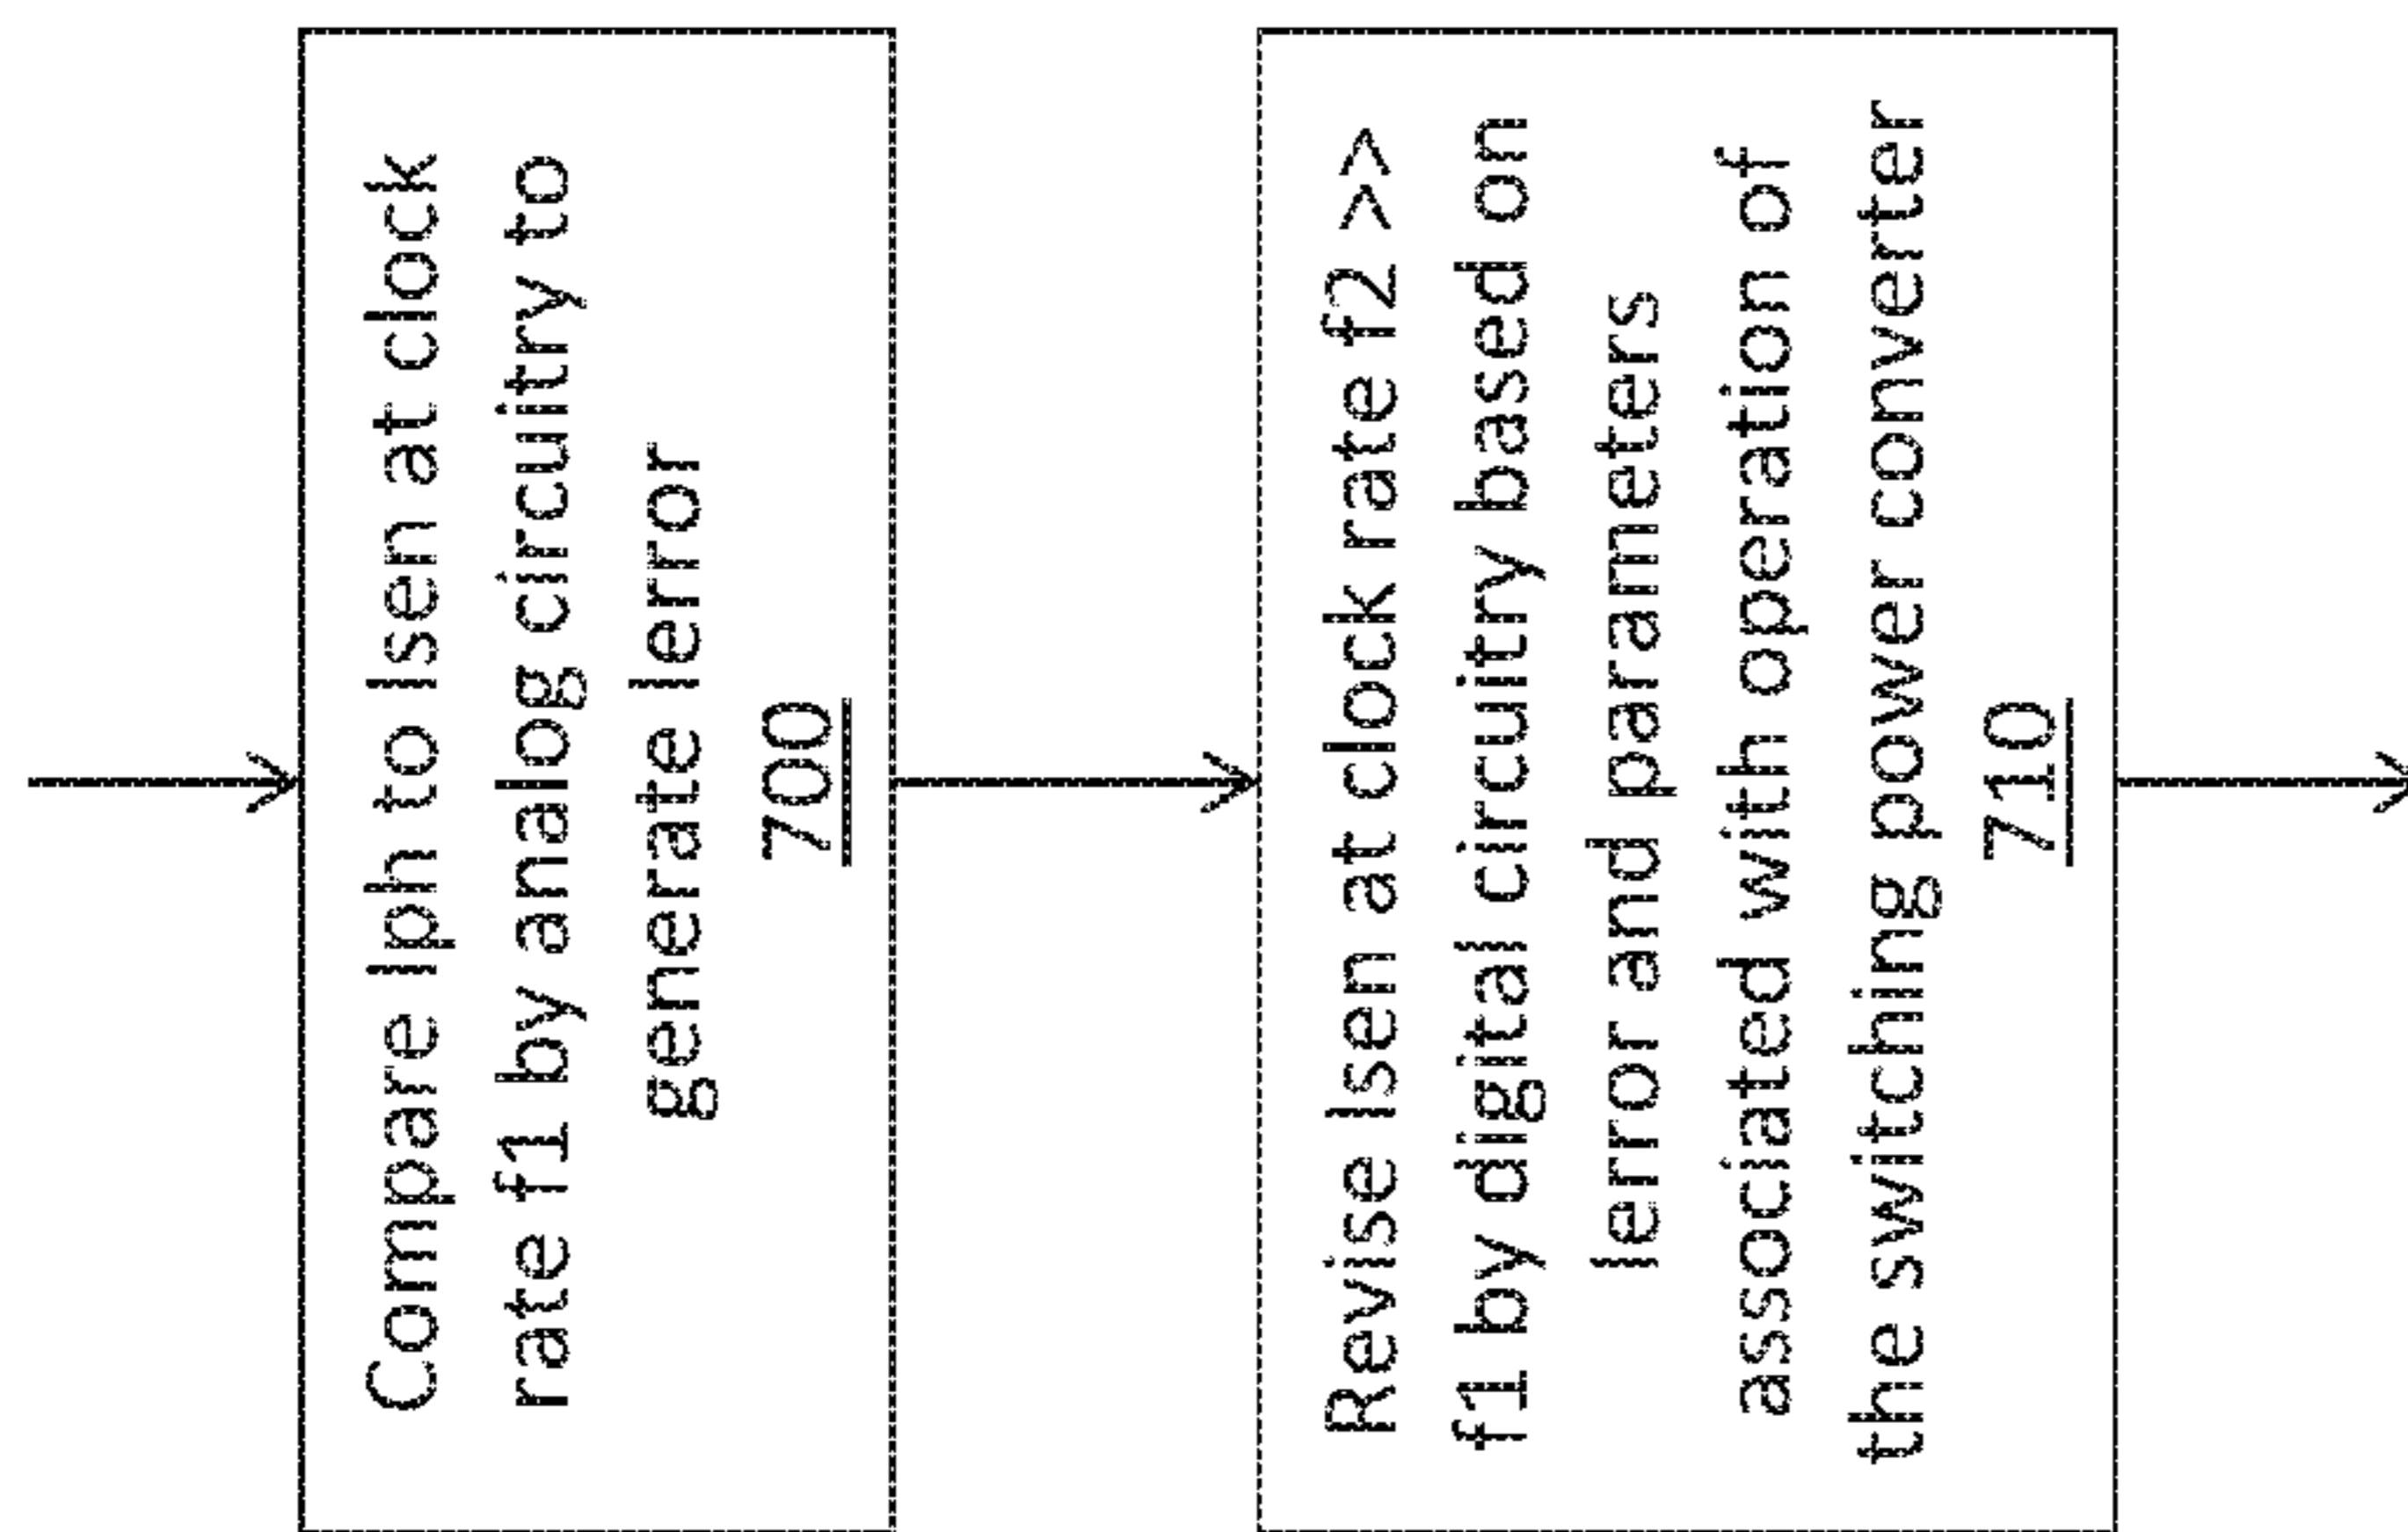 Compare Iph to Isen at clock
rate f1 by analog circuitry to
generate Ierror
700
Revise Isen at clock rate f2 >>
f1 by digital circuitry based on
Ierror and parameters
associated with operation of
the switching power converter
710